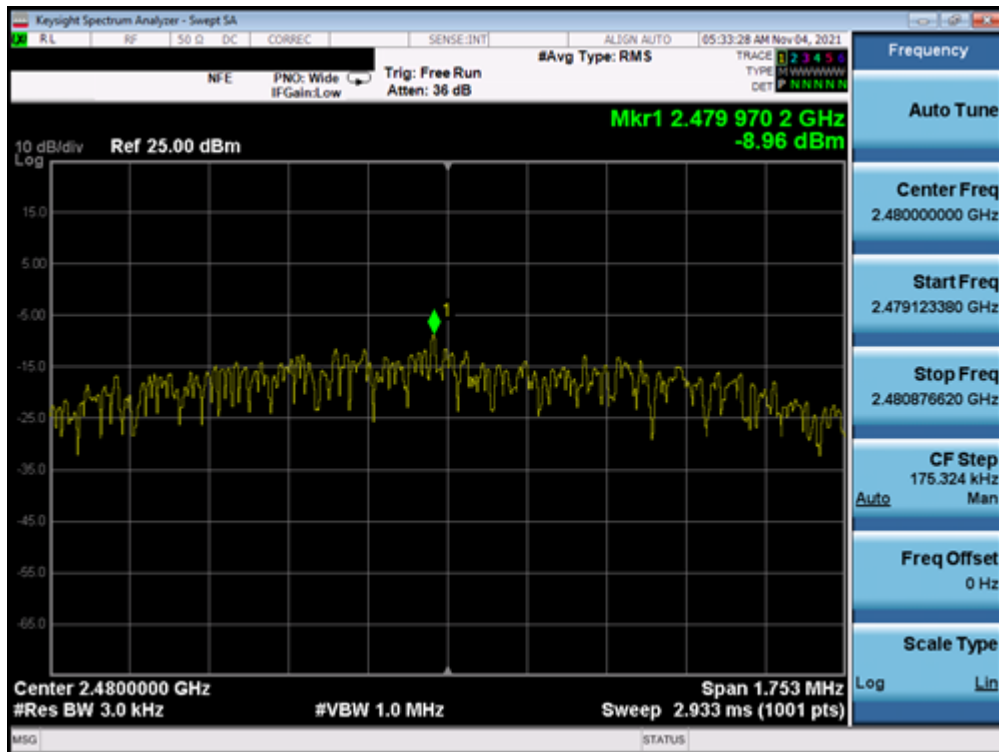 Keysight Spectrum Analyzer - Swept SA
RL RF 50 Ω DC CORREC SENSE:INT ALIGN AUTO 05:33:28 AM Nov 04, 2021
Frequency
#Avg Type: RMS
TRACE 1 2 3 4 5 6
TYPE M W W W W W
DET P N N N N N
NFE PNO: Wide Trig: Free Run
IFGain:Low Atten: 36 dB
Auto Tune
Mkr1 2.479 970 2 GHz
-8.96 dBm
10 dB/div Ref 25.00 dBm
Log
15.0
5.00
-5.00
-15.0
-25.0
-35.0
-45.0
-55.0
-65.0
1
Center Freq
2.480000000 GHz
Start Freq
2.479123380 GHz
Stop Freq
2.480876620 GHz
CF Step
175.324 kHz
Auto Man
Freq Offset
0 Hz
Scale Type
Log Lin
Center 2.4800000 GHz Span 1.753 MHz
#Res BW 3.0 kHz #VBW 1.0 MHz Sweep 2.933 ms (1001 pts)
MSG STATUS